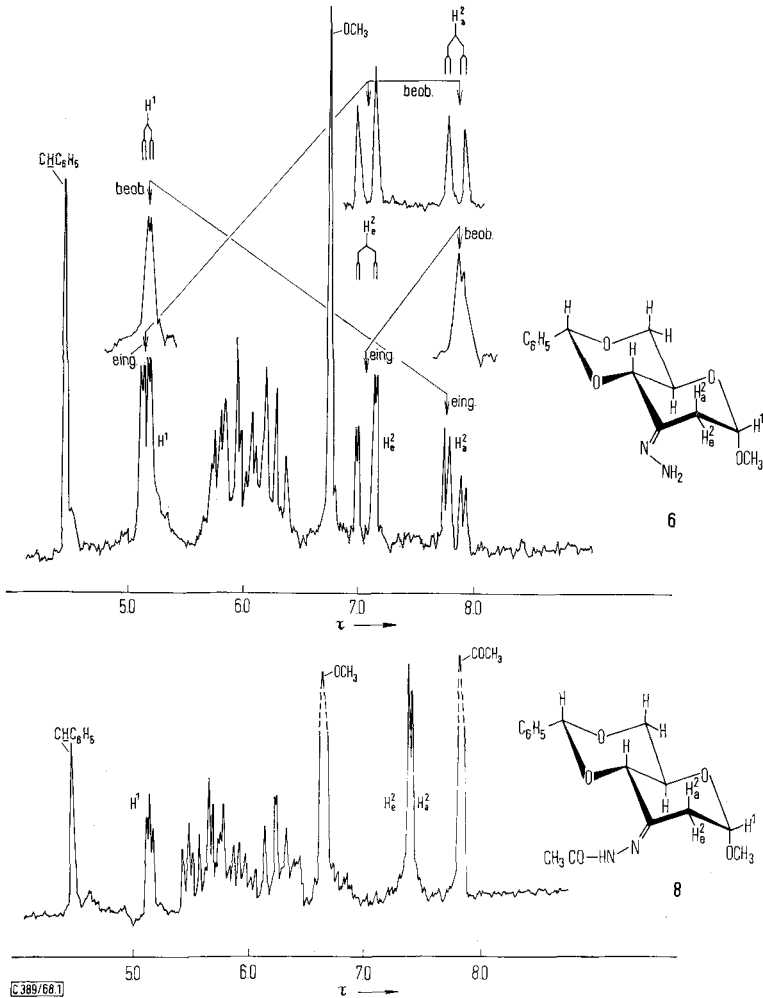 OCH₃
H²ₐ
beob.
H¹
CHC₆H₅
beob.
H²ₑ
beob.
eing.
eing.
eing.
H¹
H²ₑ
H²ₐ
H
H
C₆H₅
O
H
H
O
O
H²ₐ
H
H²ₑ
H¹
N
OCH₃
NH₂
6
5.0 6.0 7.0 8.0
τ
CHC₆H₅
H¹
OCH₃
H²ₑ
H²ₐ
COCH₃
H
H
C₆H₅
O
H
H
O
O
H²ₐ
H
H²ₑ
H¹
N
OCH₃
CH₃CO–HN
8
5.0 6.0 7.0 8.0
τ
C389/68.1